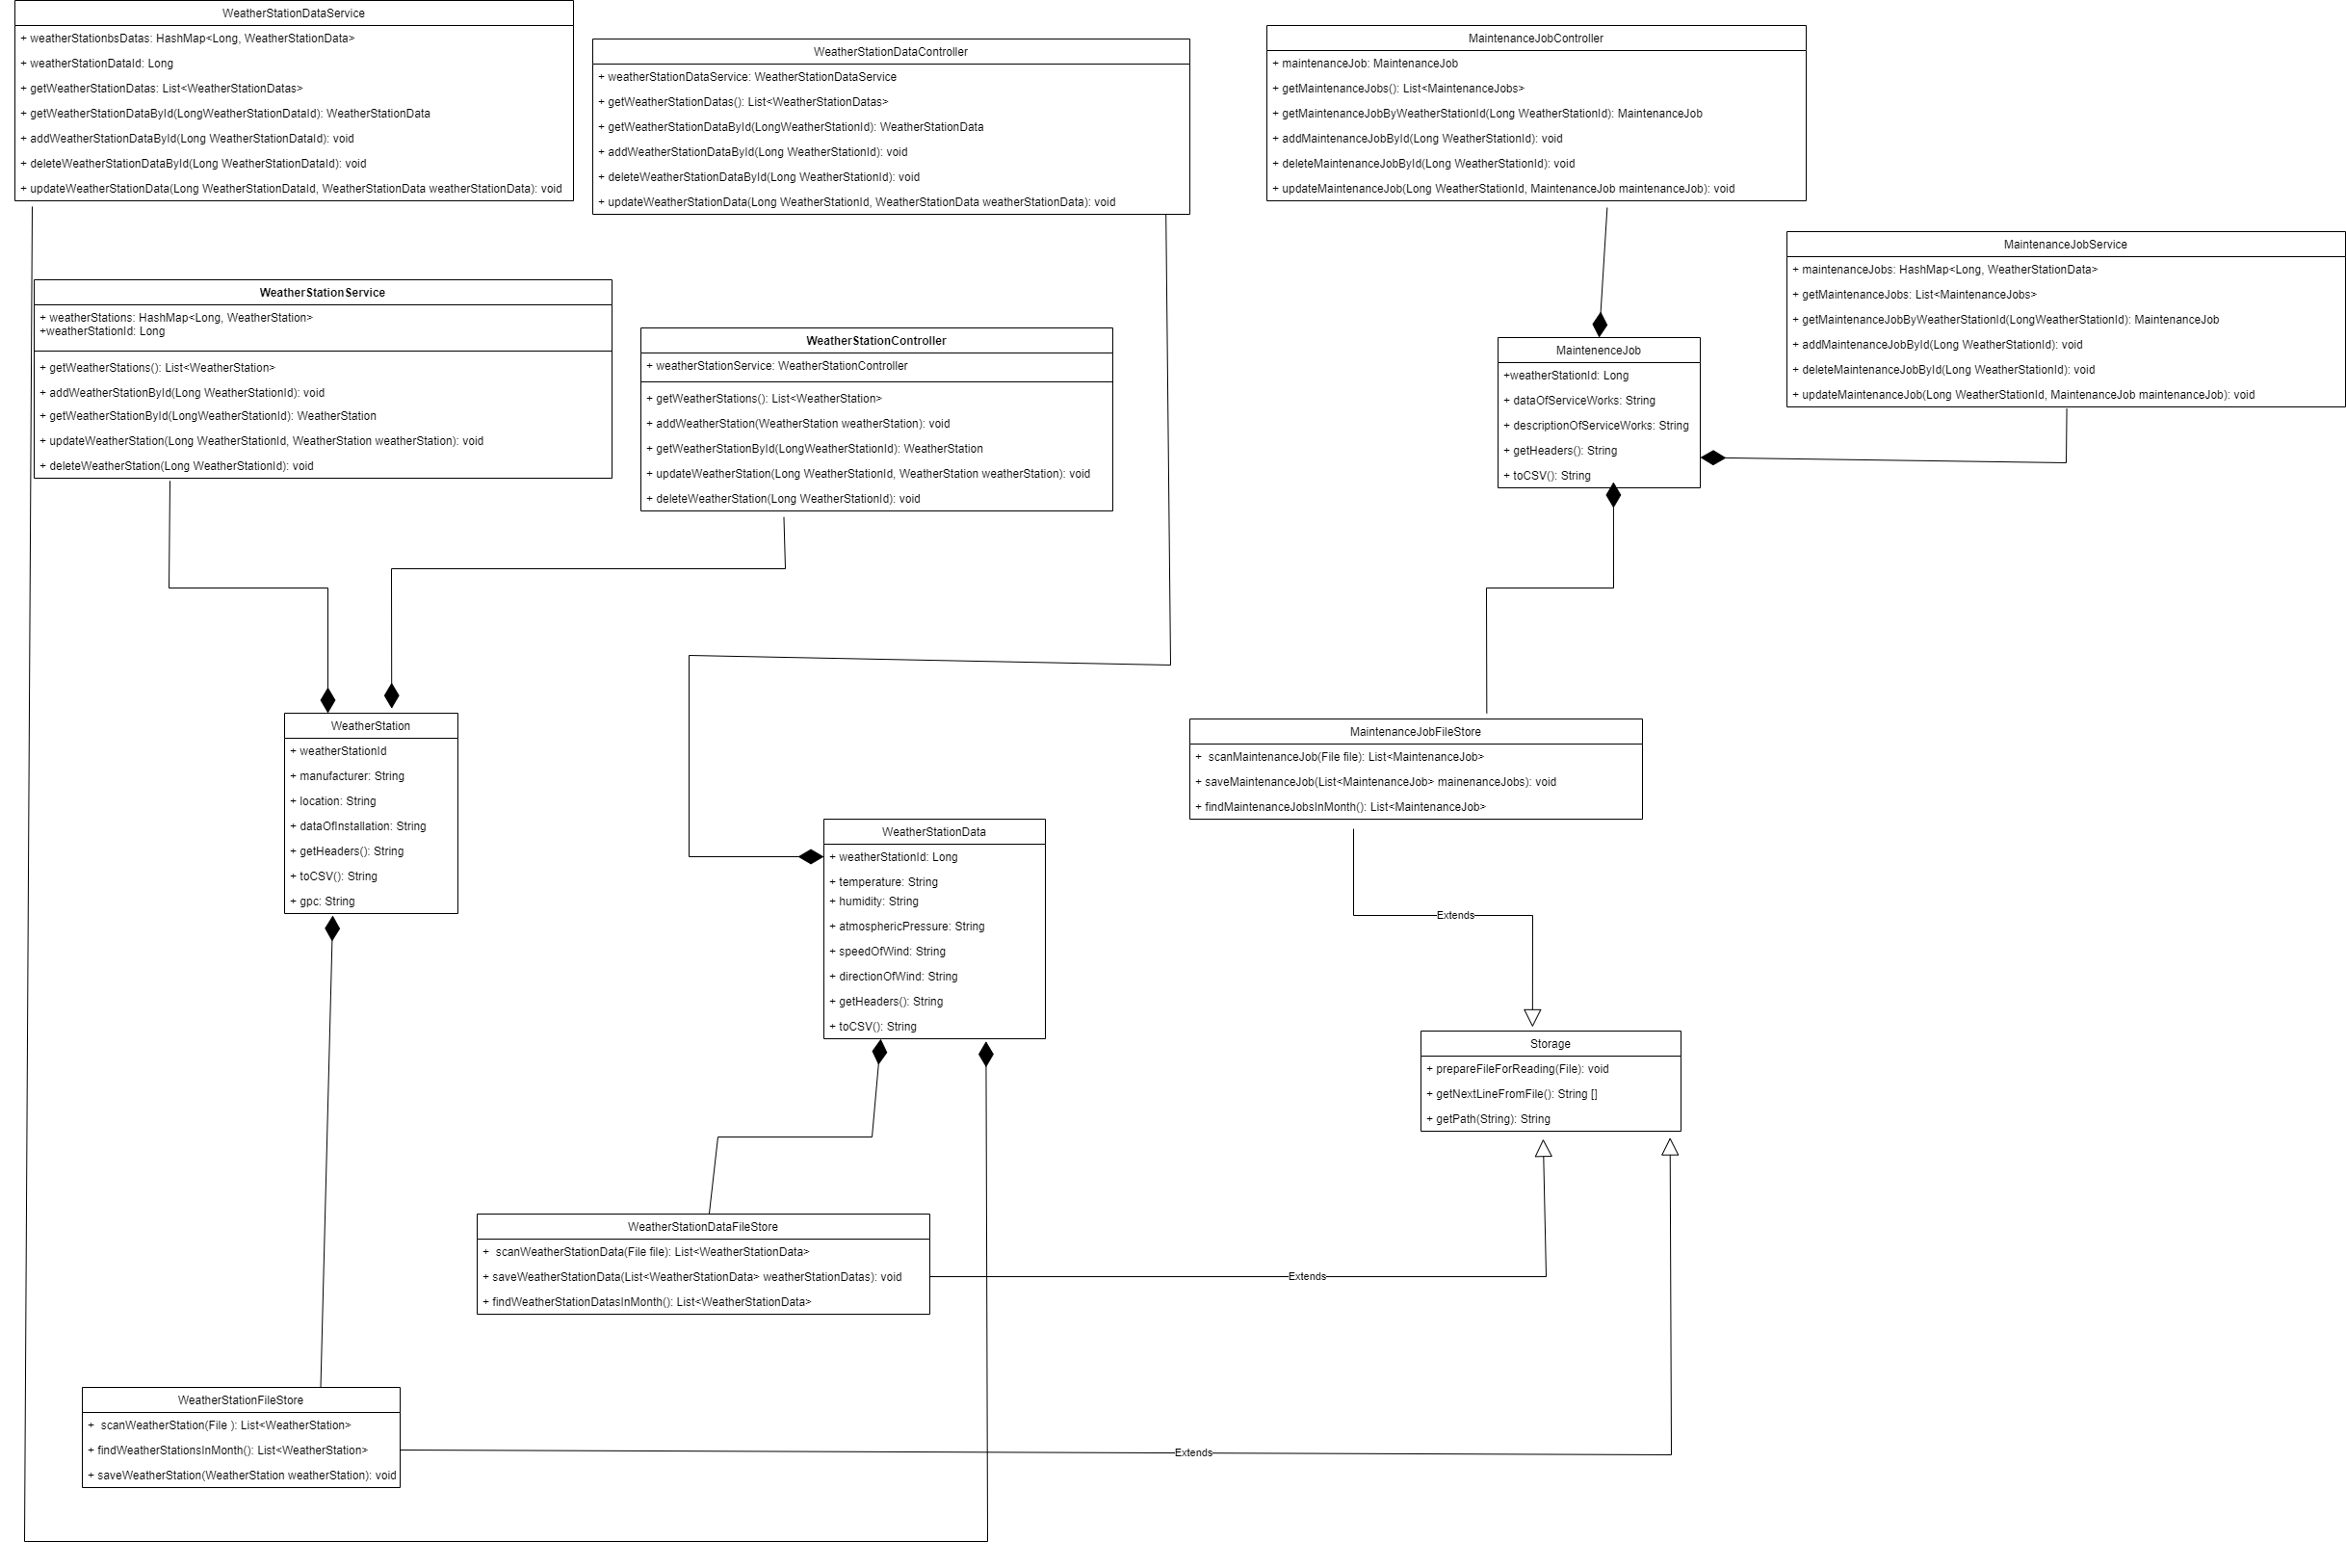 WeatherStationDataService
+ weatherStationbsDatas: HashMap<Long, WeatherStationData>
+ weatherStationDataId: Long
+ getWeatherStationDatas: List<WeatherStationDatas>
+ getWeatherStationDataById(LongWeatherStationDataId): WeatherStationData
+ addWeatherStationDataById(Long WeatherStationDataId): void
+ deleteWeatherStationDataById(Long WeatherStationDataId): void
+ updateWeatherStationData(Long WeatherStationDataId, WeatherStationData weatherStationData): void
WeatherStationDataController
+ weatherStationDataService: WeatherStationDataService
+ getWeatherStationDatas(): List<WeatherStationDatas>
+ getWeatherStationDataById(LongWeatherStationId): WeatherStationData
+ addWeatherStationDataById(Long WeatherStationId): void
+ deleteWeatherStationDataById(Long WeatherStationId): void
+ updateWeatherStationData(Long WeatherStationId, WeatherStationData weatherStationData): void
MaintenanceJobController
+ maintenanceJob: MaintenanceJob
+ getMaintenanceJobs(): List<MaintenanceJobs>
+ getMaintenanceJobByWeatherStationId(Long WeatherStationId): MaintenanceJob
+ addMaintenanceJobById(Long WeatherStationId): void
+ deleteMaintenanceJobById(Long WeatherStationId): void
+ updateMaintenanceJob(Long WeatherStationId, MaintenanceJob maintenanceJob): void
MaintenanceJobService
+ maintenanceJobs: HashMap<Long, WeatherStationData>
+ getMaintenanceJobs: List<MaintenanceJobs>
+ getMaintenanceJobByWeatherStationId(LongWeatherStationId): MaintenanceJob
+ addMaintenanceJobById(Long WeatherStationId): void
+ deleteMaintenanceJobById(Long WeatherStationId): void
+ updateMaintenanceJob(Long WeatherStationId, MaintenanceJob maintenanceJob): void
WeatherStationService
+ weatherStations: HashMap<Long, WeatherStation>
+weatherStationId: Long
+ getWeatherStations(): List<WeatherStation>
+ addWeatherStationById(Long WeatherStationId): void
+ getWeatherStationById(LongWeatherStationId): WeatherStation
+ updateWeatherStation(Long WeatherStationId, WeatherStation weatherStation): void
+ deleteWeatherStation(Long WeatherStationId): void
WeatherStationController
+ weatherStationService: WeatherStationController
+ getWeatherStations(): List<WeatherStation>
+ addWeatherStation(WeatherStation weatherStation): void
+ getWeatherStationById(LongWeatherStationId): WeatherStation
+ updateWeatherStation(Long WeatherStationId, WeatherStation weatherStation): void
+ deleteWeatherStation(Long WeatherStationId): void
MaintenenceJob
+weatherStationId: Long
+ dataOfServiceWorks: String
+ descriptionOfServiceWorks: String
+ getHeaders(): String
+ toCSV(): String
WeatherStation
+ weatherStationId
+ manufacturer: String
+ location: String
+ dataOfInstallation: String
+ getHeaders(): String
+ toCSV(): String
+ gpc: String
MaintenanceJobFileStore
+ scanMaintenanceJob(File file): List<MaintenanceJob>
+ saveMaintenanceJob(List<MaintenanceJob> mainenanceJobs): void
+ findMaintenanceJobsInMonth(): List<MaintenanceJob>
WeatherStationData
+ weatherStationId: Long
+ temperature: String
+ humidity: String
+ atmosphericPressure: String
+ speedOfWind: String
+ directionOfWind: String
+ getHeaders(): String
+ toCSV(): String
Extends
Storage
+ prepareFileForReading(File): void
+ getNextLineFromFile(): String []
+ getPath(String): String
WeatherStationDataFileStore
+ scanWeatherStationData(File file): List<WeatherStationData>
+ saveWeatherStationData(List<WeatherStationData> weatherStationDatas): void
+ findWeatherStationDatasInMonth(): List<WeatherStationData>
Extends
WeatherStationFileStore
+ scanWeatherStation(File ): List<WeatherStation>
+ findWeatherStationsInMonth(): List<WeatherStation>
+ saveWeatherStation(WeatherStation weatherStation): void
Extends